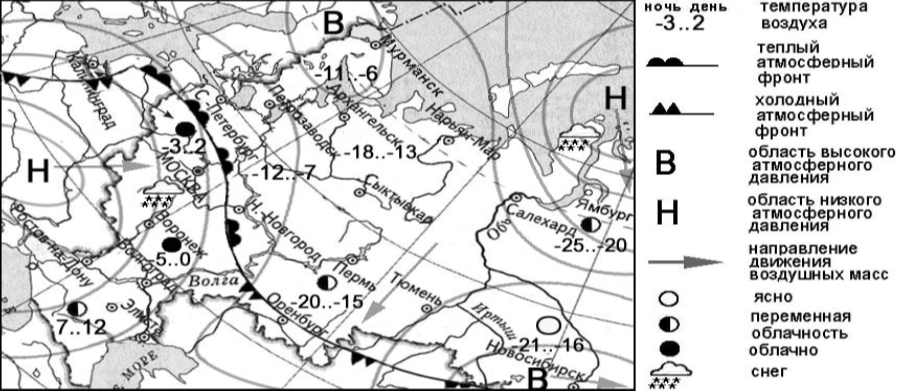 В
Мурманск
Калининград
-11..-6
С.-Петербург
Петрозаводск
Архангельск
Нарьян-Мар
Н
-3..2
-18..-13
МОСКВА
-12..-7
Сыктывкар
Н
Салехард
Ямбург
Обь
-25..-20
Ростов-на-Дону
Воронеж
Н.-Новгород
-5..0
Волгоград
Волга
Пермь
-20..-15
Тюмень
7..12
Оренбург
Иртыш
-21..-16
Новосибирск
МОРЕ
В
ночь день
-3..2
температура
воздуха
теплый
атмосферный
фронт
холодный
атмосферный
фронт
В
область высокого
атмосферного
давления
Н
область низкого
атмосферного
давления
направление
движения
воздушных масс
ясно
переменная
облачность
облачно
снег